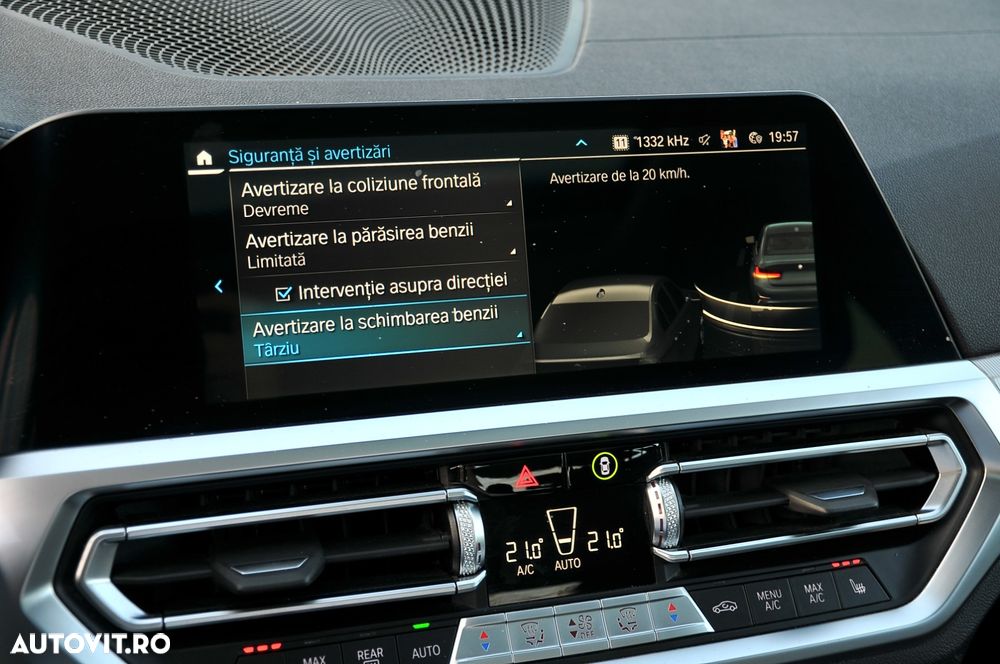 Siguranță și avertizări
1332 kHz
19:57
Avertizare la coliziune frontală
Devreme
Avertizare de la 20 km/h.
Avertizare la părăsirea benzii
Limitată
Intervenție asupra direcției
Avertizare la schimbarea benzii
Târziu
21.0°
21.0°
A/C
AUTO
MENU
A/C
MAX
A/C
OFF
MAX
REAR
AUTO
AUTOVIT.RO